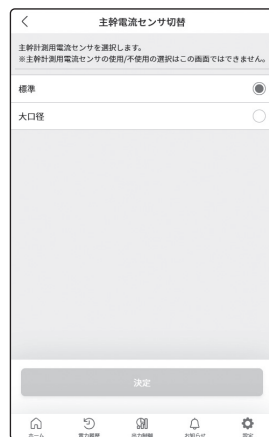 主幹電流センサ切替
主幹計測用電流センサを選択します。
※主幹計測用電流センサの使用/不使用の選択はこの画面ではできません。
標準
大口径
決定
ホーム
お知らせ
設定